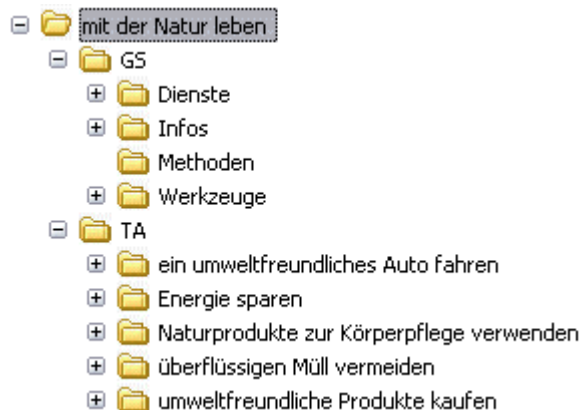 mit der Natur leben
GS
Dienste
Infos
Methoden
Werkzeuge
TA
ein umweltfreundliches Auto fahren
Energie sparen
Naturprodukte zur Körperpflege verwenden
überflüssigen Müll vermeiden
umweltfreundliche Produkte kaufen